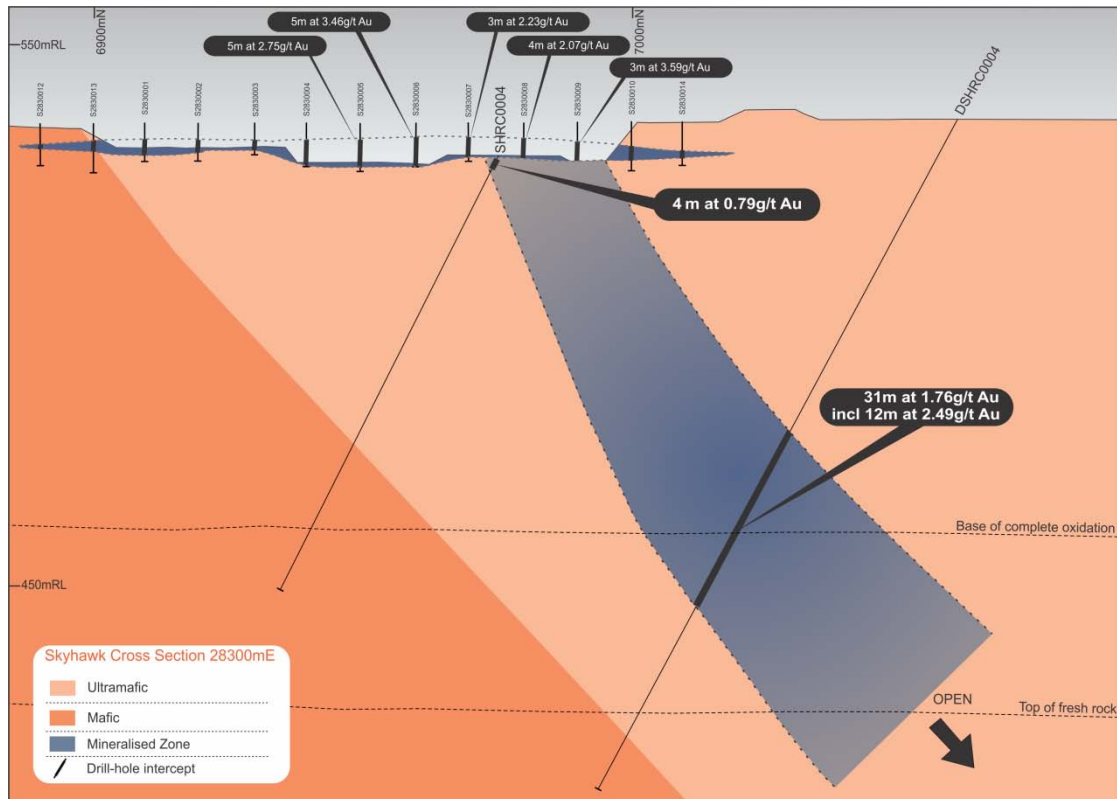 550mRL
6900mN
7000mN
5m at 3.46g/t Au
3m at 2.23g/t Au
5m at 2.75g/t Au
4m at 2.07g/t Au
3m at 3.59g/t Au
S2830012
S2830013
S2830001
S2830002
S2830003
S2830004
S2830005
S2830006
S2830007
SHRC0004
S2830008
S2830009
S2830010
S2830014
DSHRC0004
4 m at 0.79g/t Au
31m at 1.76g/t Au
incl 12m at 2.49g/t Au
Base of complete oxidation
450mRL
Skyhawk Cross Section 28300mE
Ultramafic
Mafic
Mineralised Zone
Drill-hole intercept
OPEN
Top of fresh rock